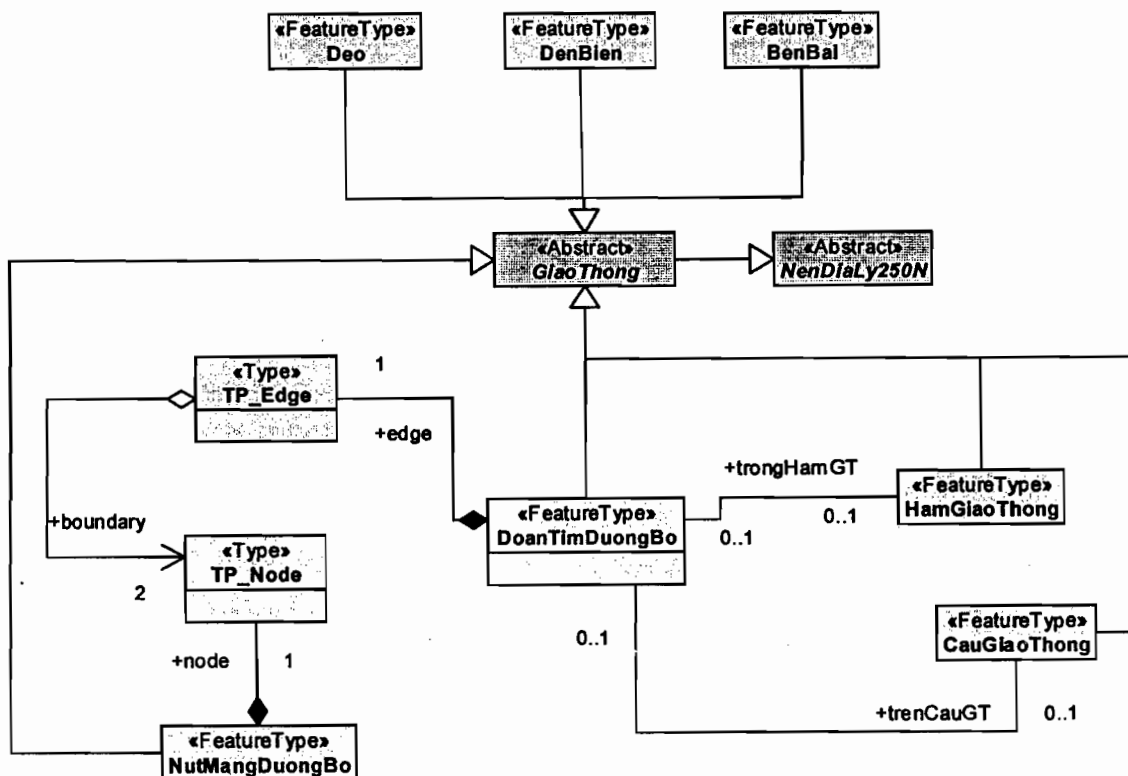 «FeatureType»
Deo
«FeatureType»
DenBien
«FeatureType»
BenBai
«Abstract»
GiaoThong
«Abstract»
NenDiaLy250N
«Type»
TP_Edge
1
+edge
+boundary
2
«Type»
TP_Node
+node
1
«FeatureType»
NutMangDuongBo
«FeatureType»
DoanTimDuongBo
+trongHamGT
0..1
0..1
«FeatureType»
HamGiaoThong
0..1
«FeatureType»
CauGiaoThong
+trenCauGT
0..1